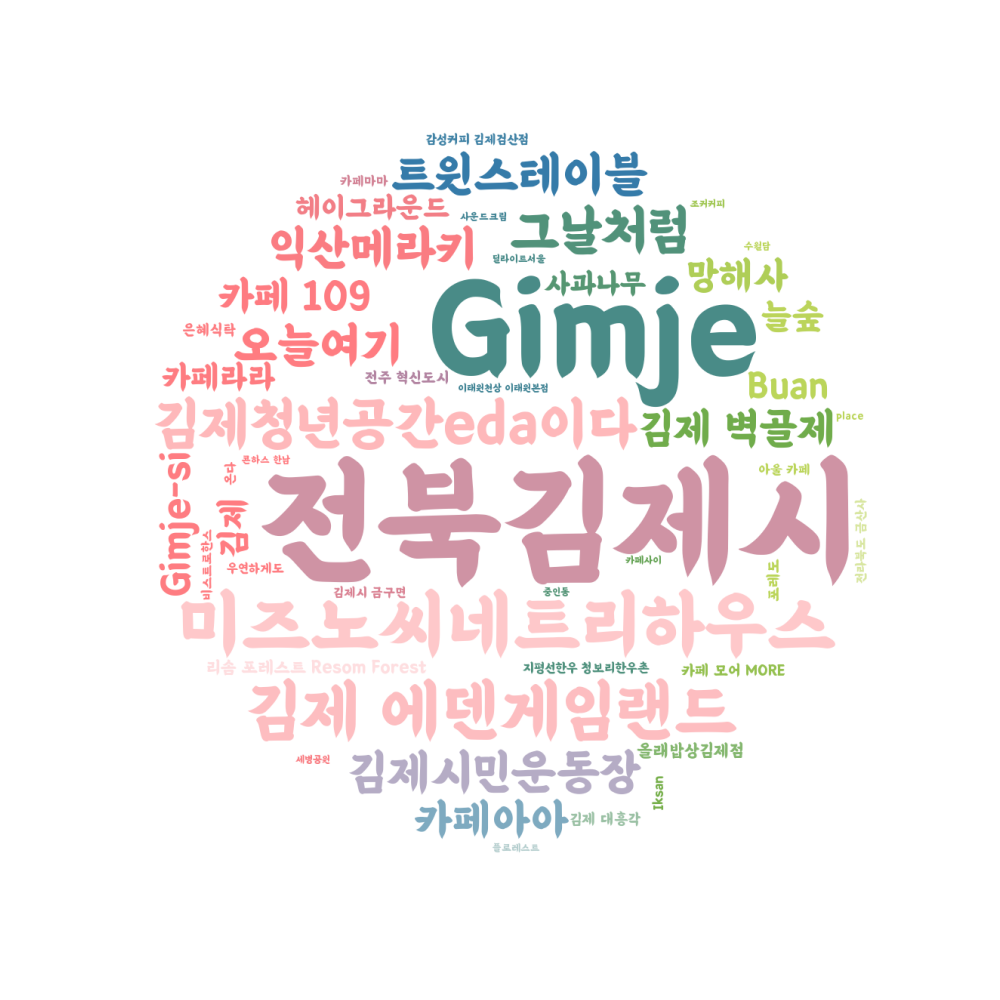 감성커피 김제검산점
트윗스테이블
카페마마
헤이그라운드
사운드크림
그날처럼
조커커피
익산메라키
딜라이트서울
수월담
카페 109
Gimje
사과나무
망해사
늘숲
은혜식탁
오늘여기
카페라라
전주 혁신도시
이태원천상 이태원본점
Buan
김제청년공간eda이다
김제 벽골제
place
Gimje-si
온다
콘하스 한남
전북김제시
아울 카페
김제
비스트로한스
우연하게도
카페사이
포레도
전라북도 금산사
김제시 금구면
중인동
미즈노씨네트리하우스
리솜 포레스트 Resom Forest
지평선한우 청보리한우촌
카페 모어 MORE
김제 에덴게임랜드
세병공원
김제시민운동장
올래밥상김제점
Iksan
카페아아
김제 대흥각
들로레스트